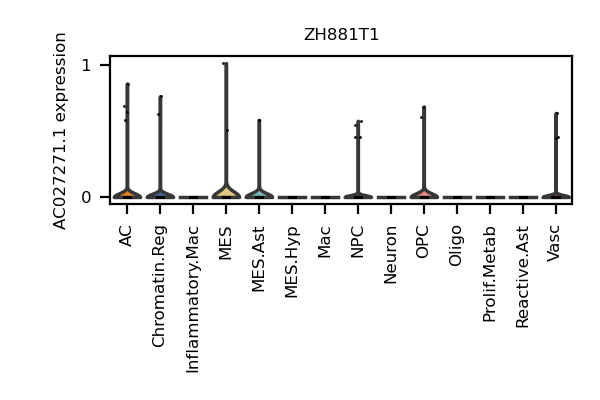 ZH881T1
AC027271.1 expression
1
0
AC
Chromatin.Reg
Inflammatory.Mac
MES
MES.Ast
MES.Hyp
Mac
NPC
Neuron
OPC
Oligo
Prolif.Metab
Reactive.Ast
Vasc